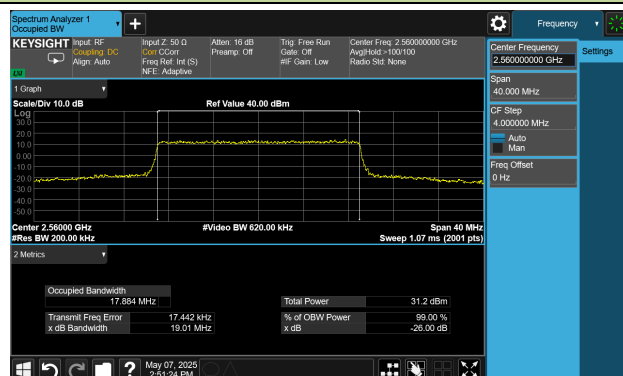 Spectrum Analyzer 1
Occupied BW
Frequency
KEYSIGHT
Input: RF
Coupling: DC
Align: Auto
Input Z: 50 Ω
Corr CCorr
Freq Ref: Int (S)
NFE: Adaptive
Atten: 16 dB
Preamp: Off
Trig: Free Run
Gate: Off
#IF Gain: Low
Center Freq: 2.560000000 GHz
Avg|Hold:>100/100
Radio Std: None
LXI
Center Frequency
2.560000000 GHz
Settings
Span
40.000 MHz
CF Step
4.000000 MHz
Auto
Man
Freq Offset
0 Hz
1 Graph
Scale/Div 10.0 dB
Ref Value 40.00 dBm
Log
30.0
20.0
10.0
0.00
-10.0
-20.0
-30.0
-40.0
-50.0
Center 2.56000 GHz
#Video BW 620.00 kHz
Span 40 MHz
#Res BW 200.00 kHz
Sweep 1.07 ms (2001 pts)
2 Metrics
Occupied Bandwidth
17.884 MHz
Total Power
31.2 dBm
Transmit Freq Error
17.442 kHz
% of OBW Power
99.00 %
x dB Bandwidth
19.01 MHz
x dB
-26.00 dB
?
May 07, 2025
2:51:24 PM